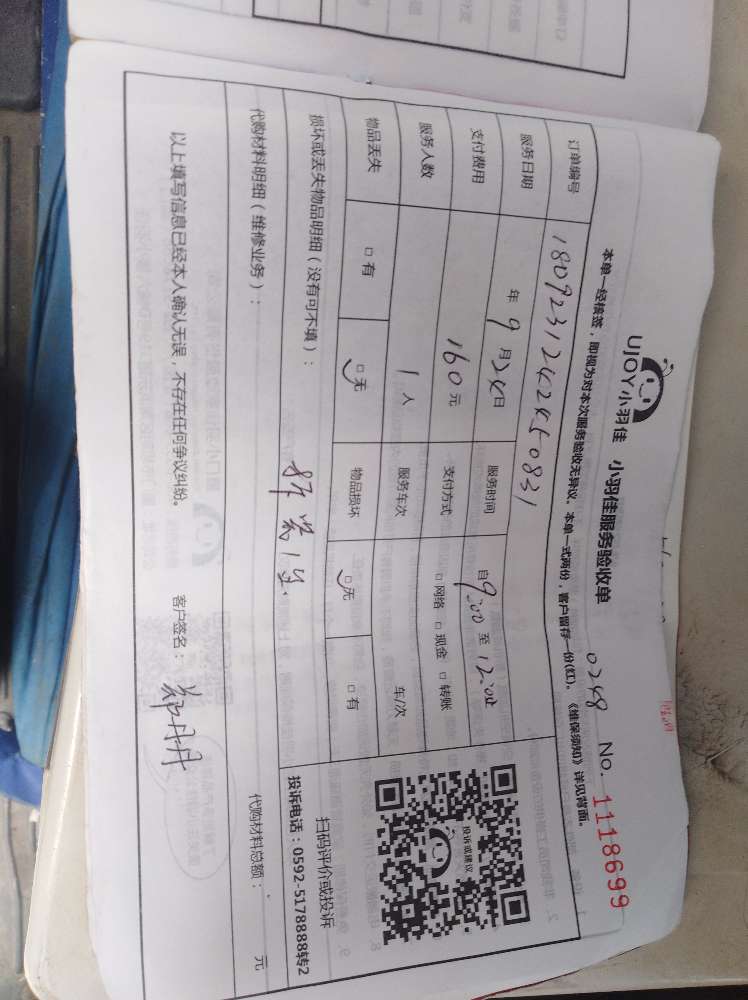 UJOY小羽佳 小羽佳服务验收单 0248 No. 1118699
本单一经核签，即视为对本次服务验收无异议。本单一式两份，客户留存一份(红)。《维保须知》详见背面。
订单编号
服务日期 年 9 月 日 服务时间 自 9:00 至 12:00
支付费用 160 元 支付方式 □ 网络 □ 现金 □ 转账
服务人数 1 人 服务车次 车/次
物品丢失 □ 有 □ 无 物品损坏 □ 无 □ 有
投诉或建议
扫码评价或投诉
投诉电话：0592-5178888转2
损坏或丢失物品明细（没有可不填）：
代购材料明细（维修业务）： 代购材料总额： 元
以上填写信息已经本人确认无误，不存在任何争议纠纷。 客户签名：